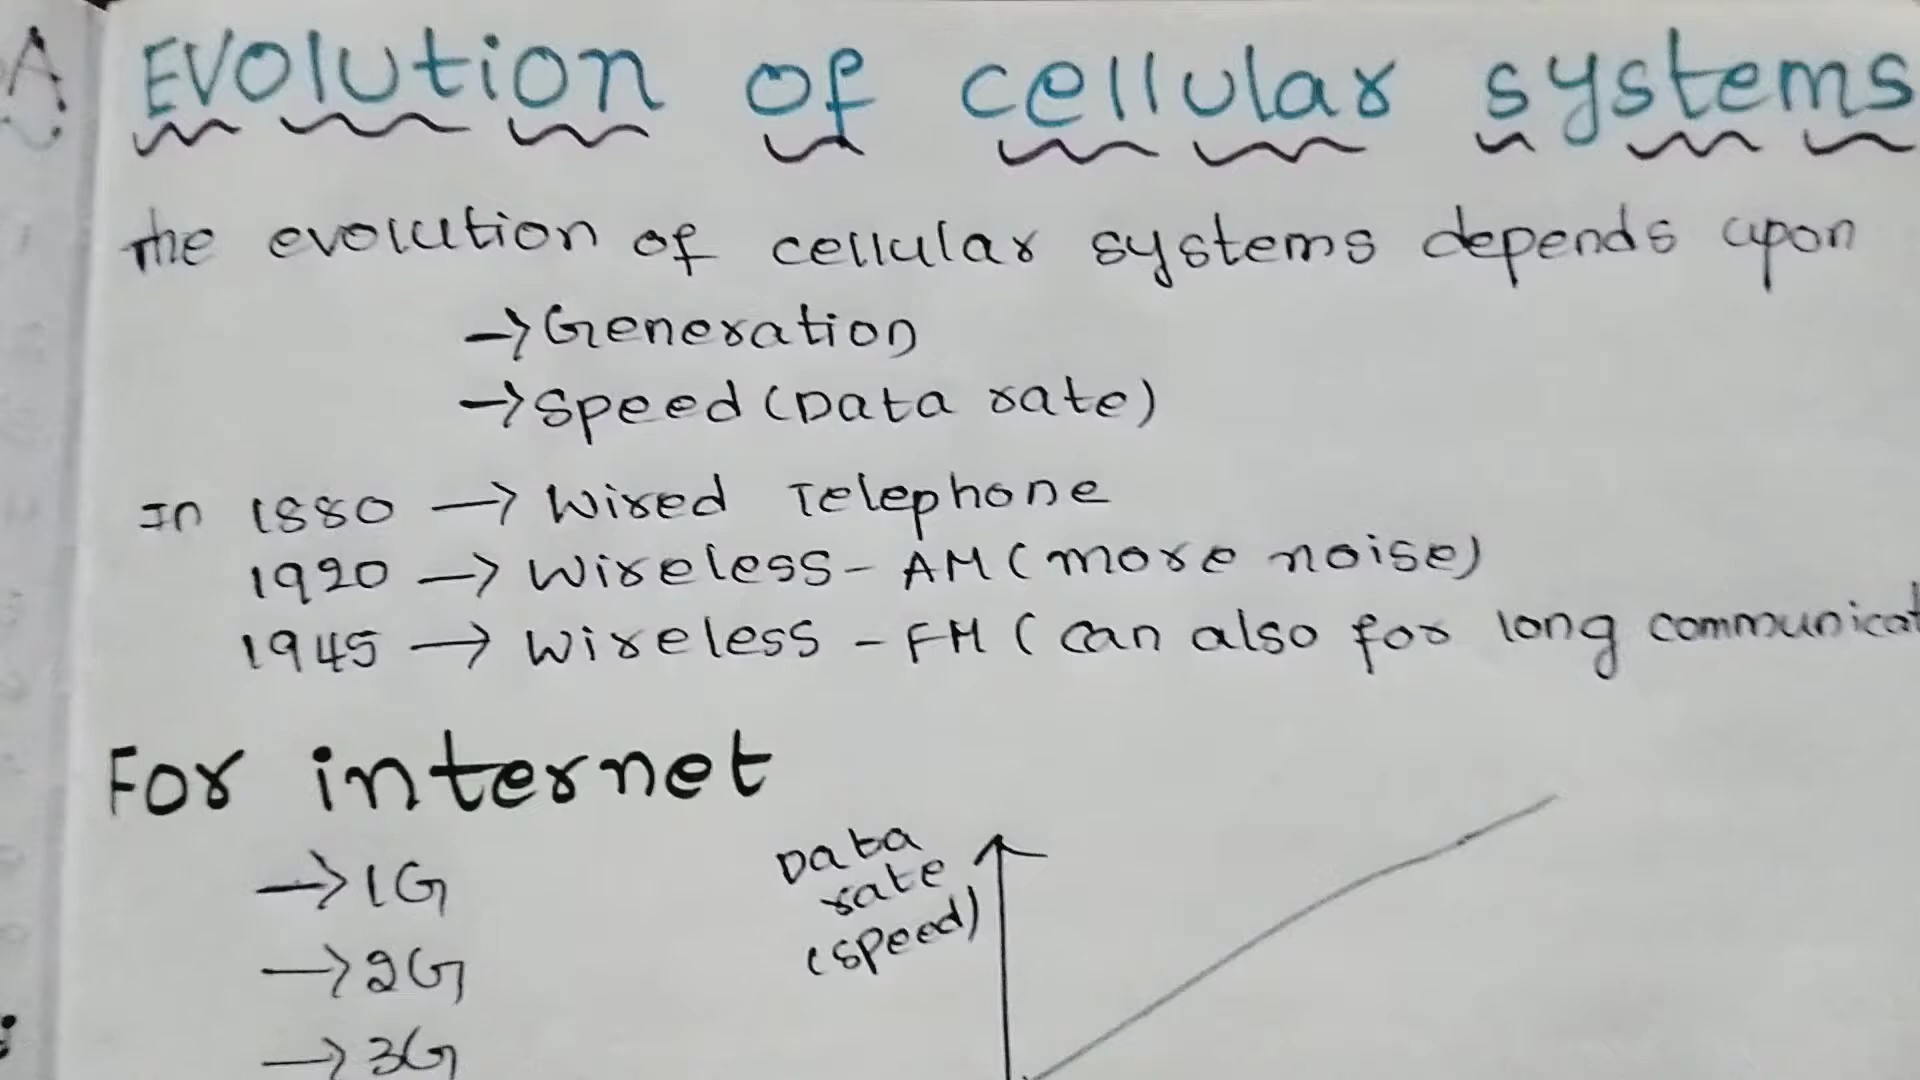 Evolution of cellular systems
The evolution of cellular systems depends upon
→ Generation
→ speed (Data rate)
In 1880 → Wired Telephone
1920 → Wireless - AM (more noise)
1945 → Wireless - FM (can also for long communicat
For internet
→ 1G
→ 2G
→ 3G
Data
rate
(speed)